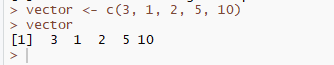 > vector <- c(3, 1, 2, 5, 10)
> vector
[1]  3  1  2  5 10
>